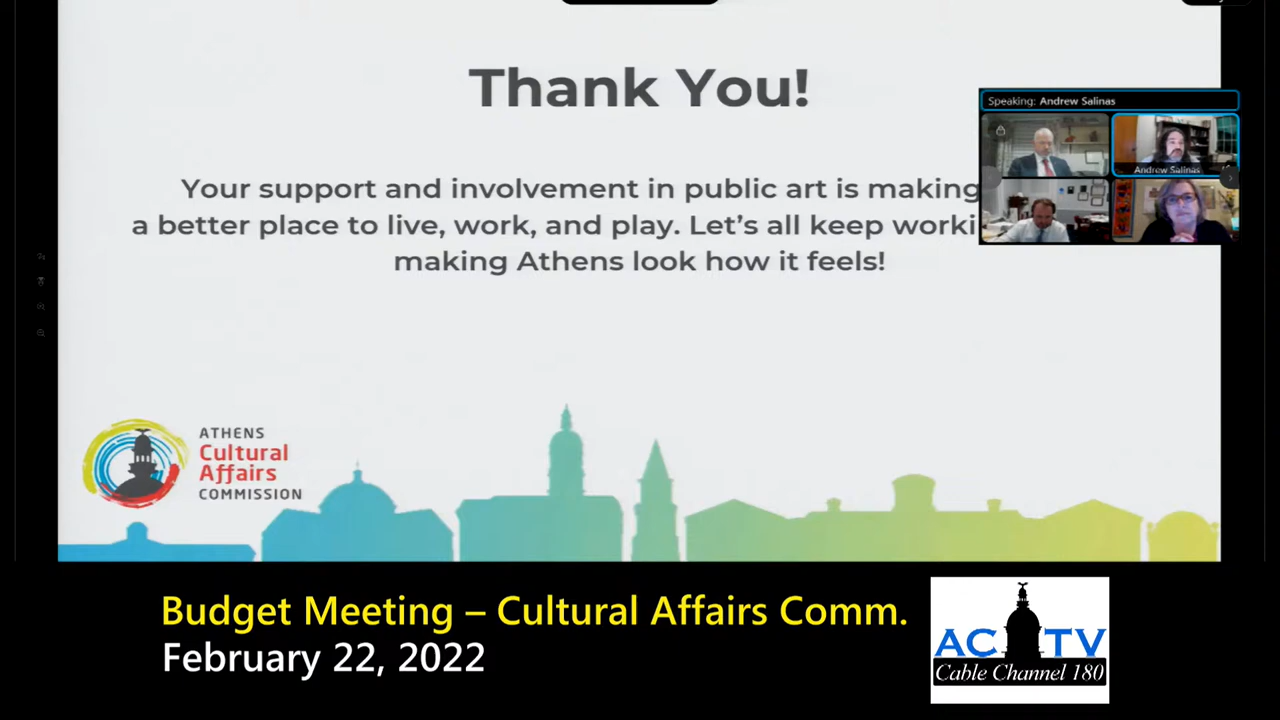 Thank You!
Speaking: Andrew Salinas
Andrew Salinas
Your support and involvement in public art is making
a better place to live, work, and play. Let's all keep worki
making Athens look how it feels!
ATHENS
Cultural
Affairs
COMMISSION
Budget Meeting – Cultural Affairs Comm.
February 22, 2022
ACTV
Cable Channel 180